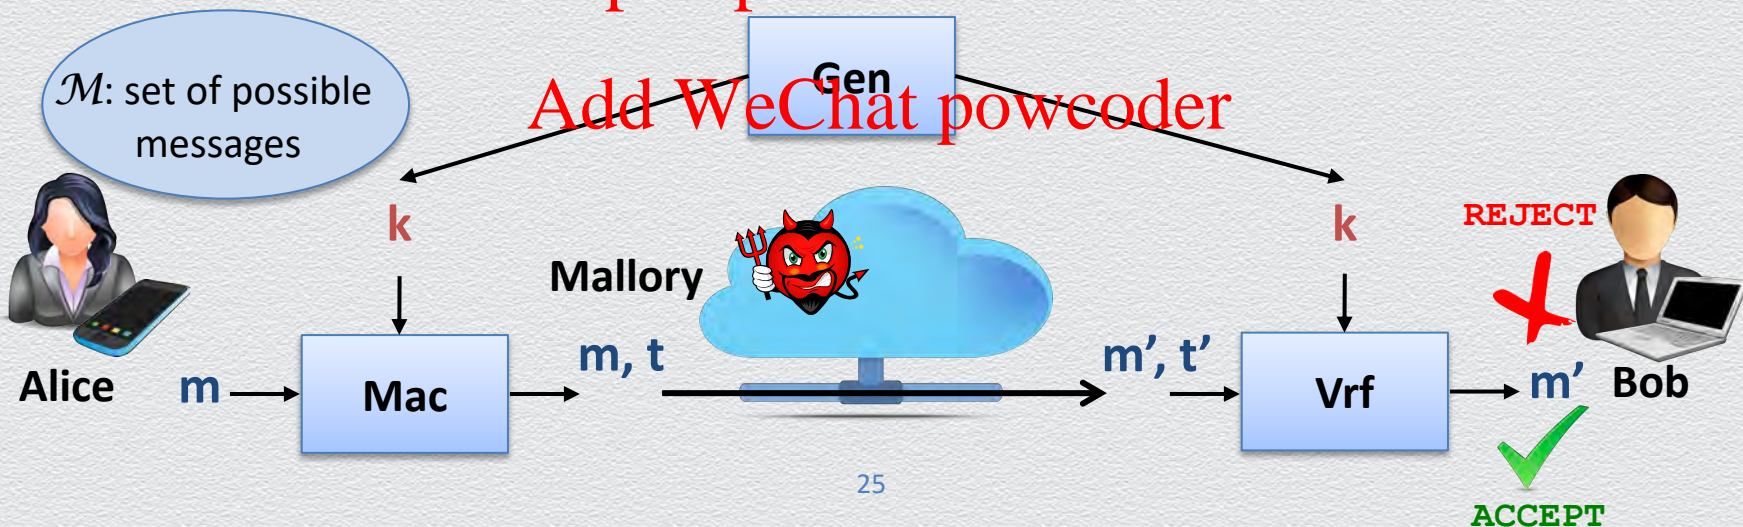 Gen
Add WeChat powcoder
ℳ: set of possible
messages
k
k
REJECT
Mallory
m, t
m’, t’
Alice
m
Mac
Vrf
m’
Bob
25
ACCEPT